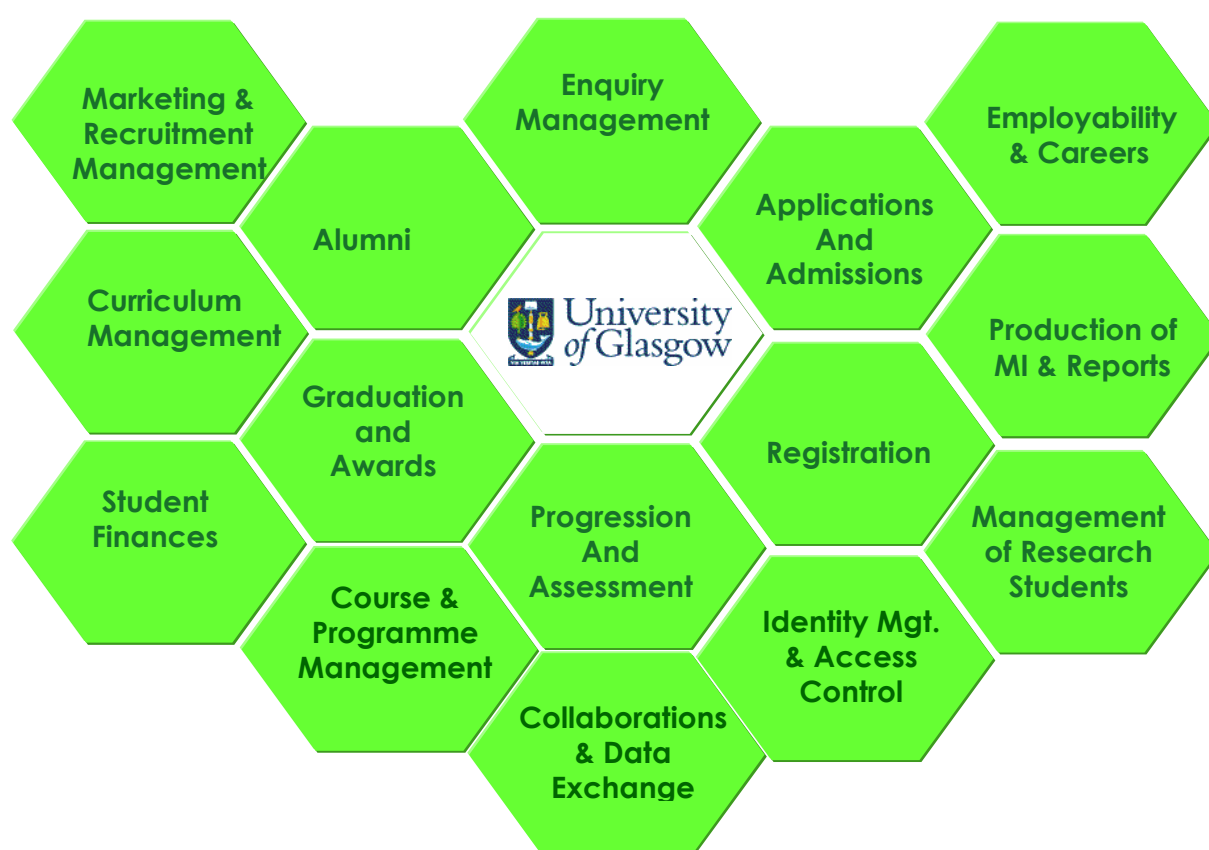 Marketing &
Recruitment
Management
Enquiry
Management
Employability
& Careers
Alumni
Applications
And
Admissions
Curriculum
Management
University
of Glasgow
Production of
MI & Reports
Graduation
and
Awards
Registration
Student
Finances
Progression
And
Assessment
Management
of Research
Students
Course &
Programme
Management
Identity Mgt.
& Access
Control
Collaborations
& Data
Exchange